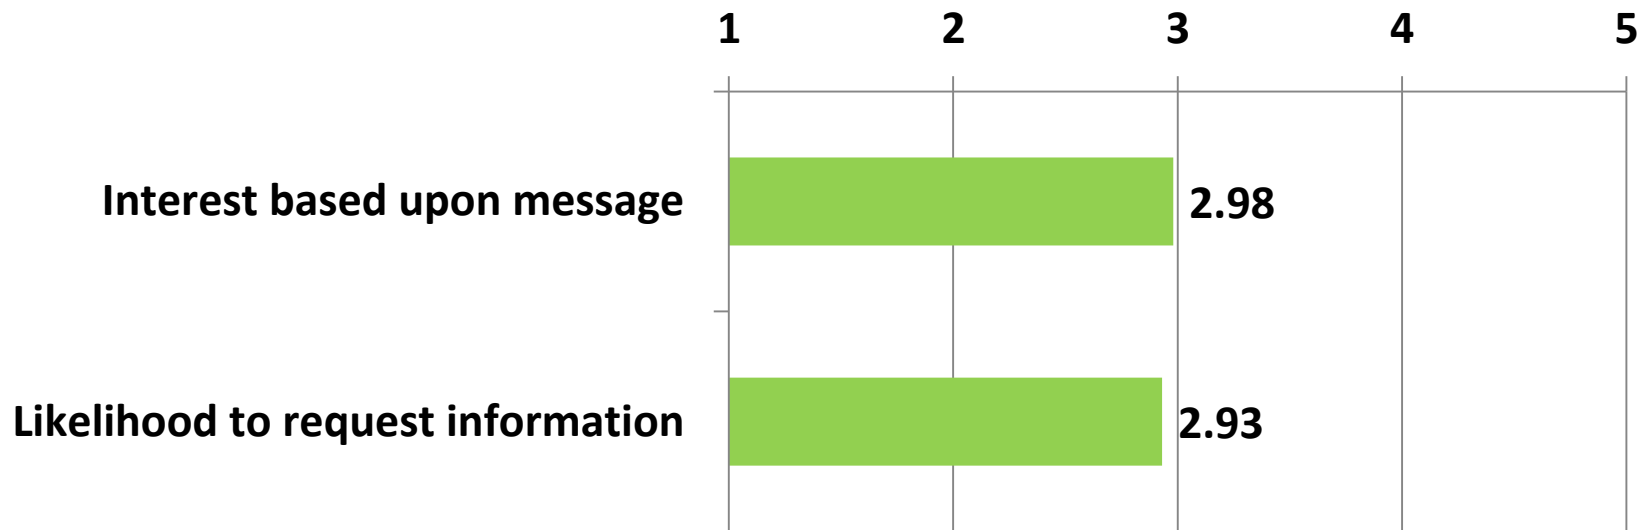 1 2 3 4 5
Interest based upon message 2.98
Likelihood to request information 2.93